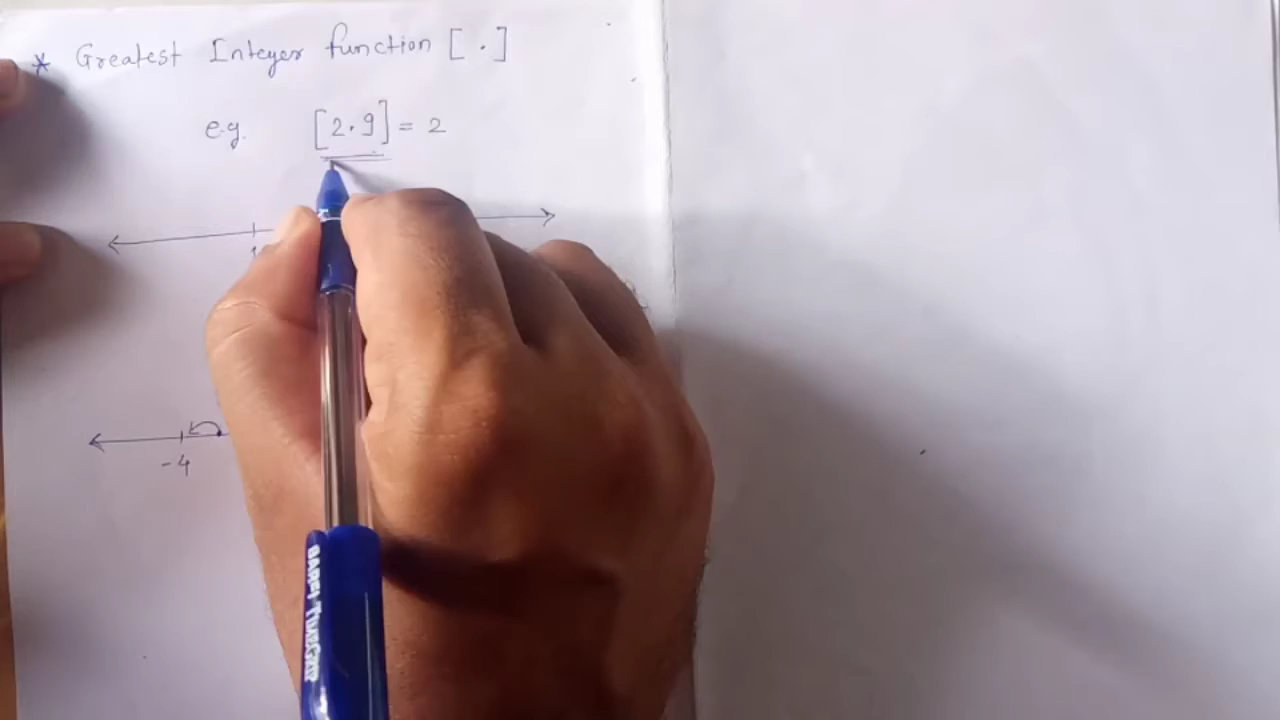 * Greatest Integer function [ . ]
e.g. [2.9] = 2
-4